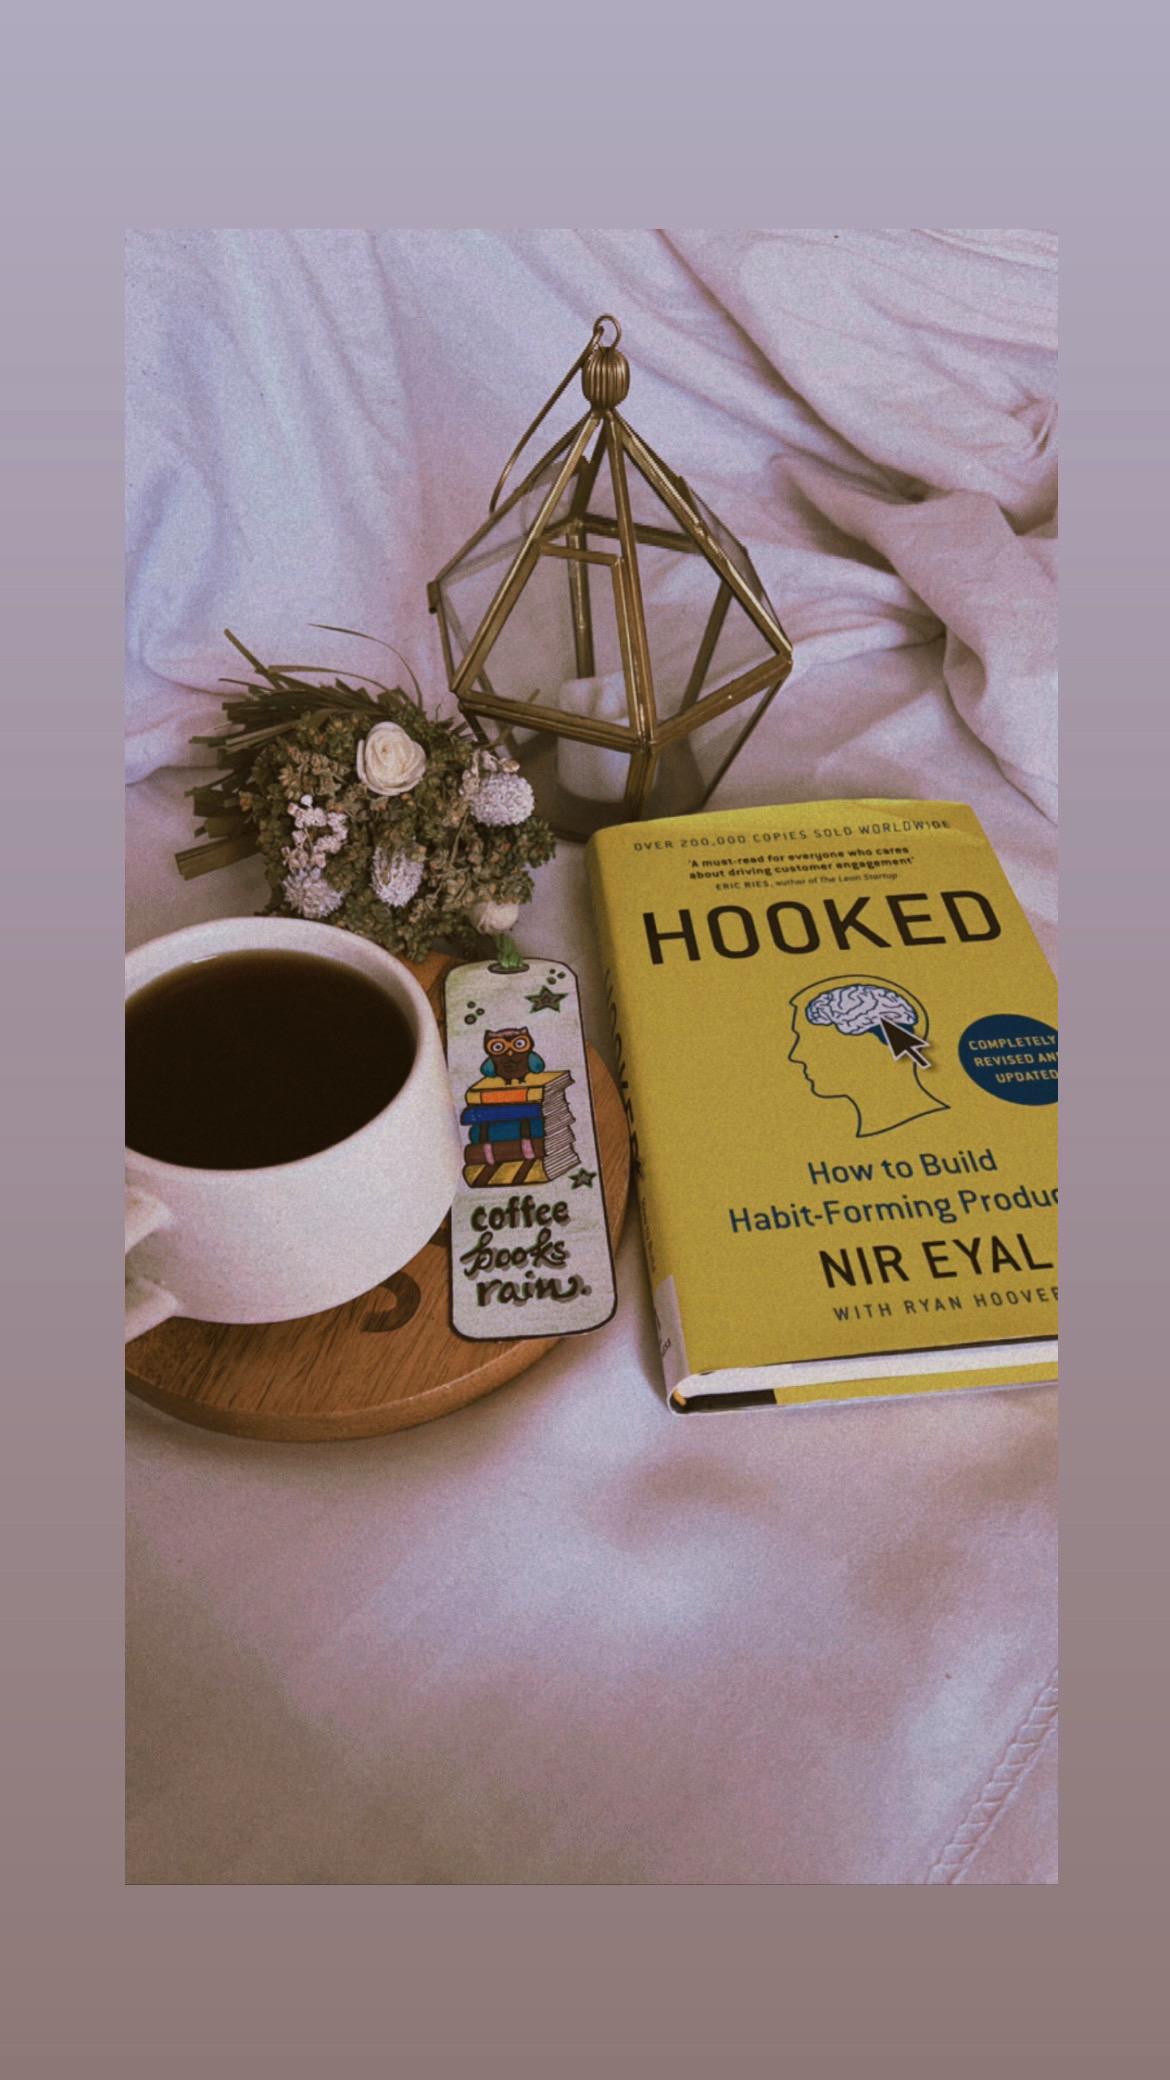 OVER 200,000 COPIES SOLD WORLDWIDE
'A must-read for everyone who cares
about driving customer engagement'
ERIC RIES, author of The Lean Startup
HOOKED
COMPLETELY
REVISED AN
UPDATED
How to Build
Habit-Forming Produc
NIR EYAL
WITH RYAN HOOVER
coffee
books
rain.